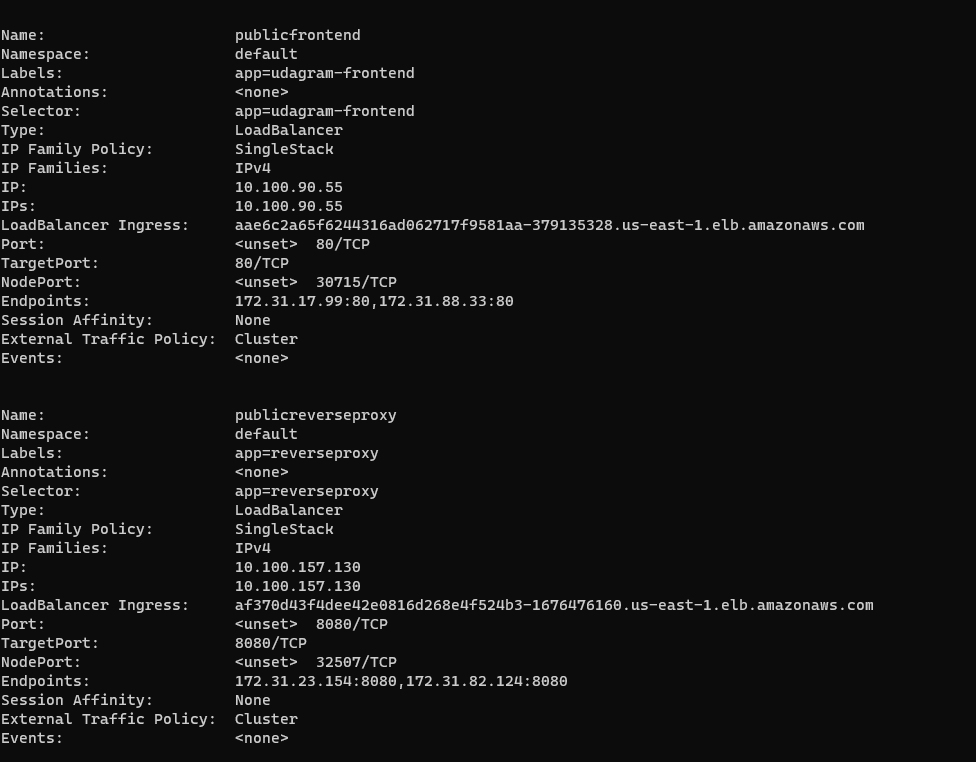 Name:                     publicfrontend
Namespace:                default
Labels:                   app=udagram-frontend
Annotations:              <none>
Selector:                 app=udagram-frontend
Type:                     LoadBalancer
IP Family Policy:         SingleStack
IP Families:              IPv4
IP:                       10.100.90.55
IPs:                      10.100.90.55
LoadBalancer Ingress:     aae6c2a65f6244316ad062717f9581aa-379135328.us-east-1.elb.amazonaws.com
Port:                     <unset>  80/TCP
TargetPort:               80/TCP
NodePort:                 <unset>  30715/TCP
Endpoints:                172.31.17.99:80,172.31.88.33:80
Session Affinity:         None
External Traffic Policy:  Cluster
Events:                   <none>
Name:                     publicreverseproxy
Namespace:                default
Labels:                   app=reverseproxy
Annotations:              <none>
Selector:                 app=reverseproxy
Type:                     LoadBalancer
IP Family Policy:         SingleStack
IP Families:              IPv4
IP:                       10.100.157.130
IPs:                      10.100.157.130
LoadBalancer Ingress:     af370d43f4dee42e0816d268e4f524b3-1676476160.us-east-1.elb.amazonaws.com
Port:                     <unset>  8080/TCP
TargetPort:               8080/TCP
NodePort:                 <unset>  32507/TCP
Endpoints:                172.31.23.154:8080,172.31.82.124:8080
Session Affinity:         None
External Traffic Policy:  Cluster
Events:                   <none>